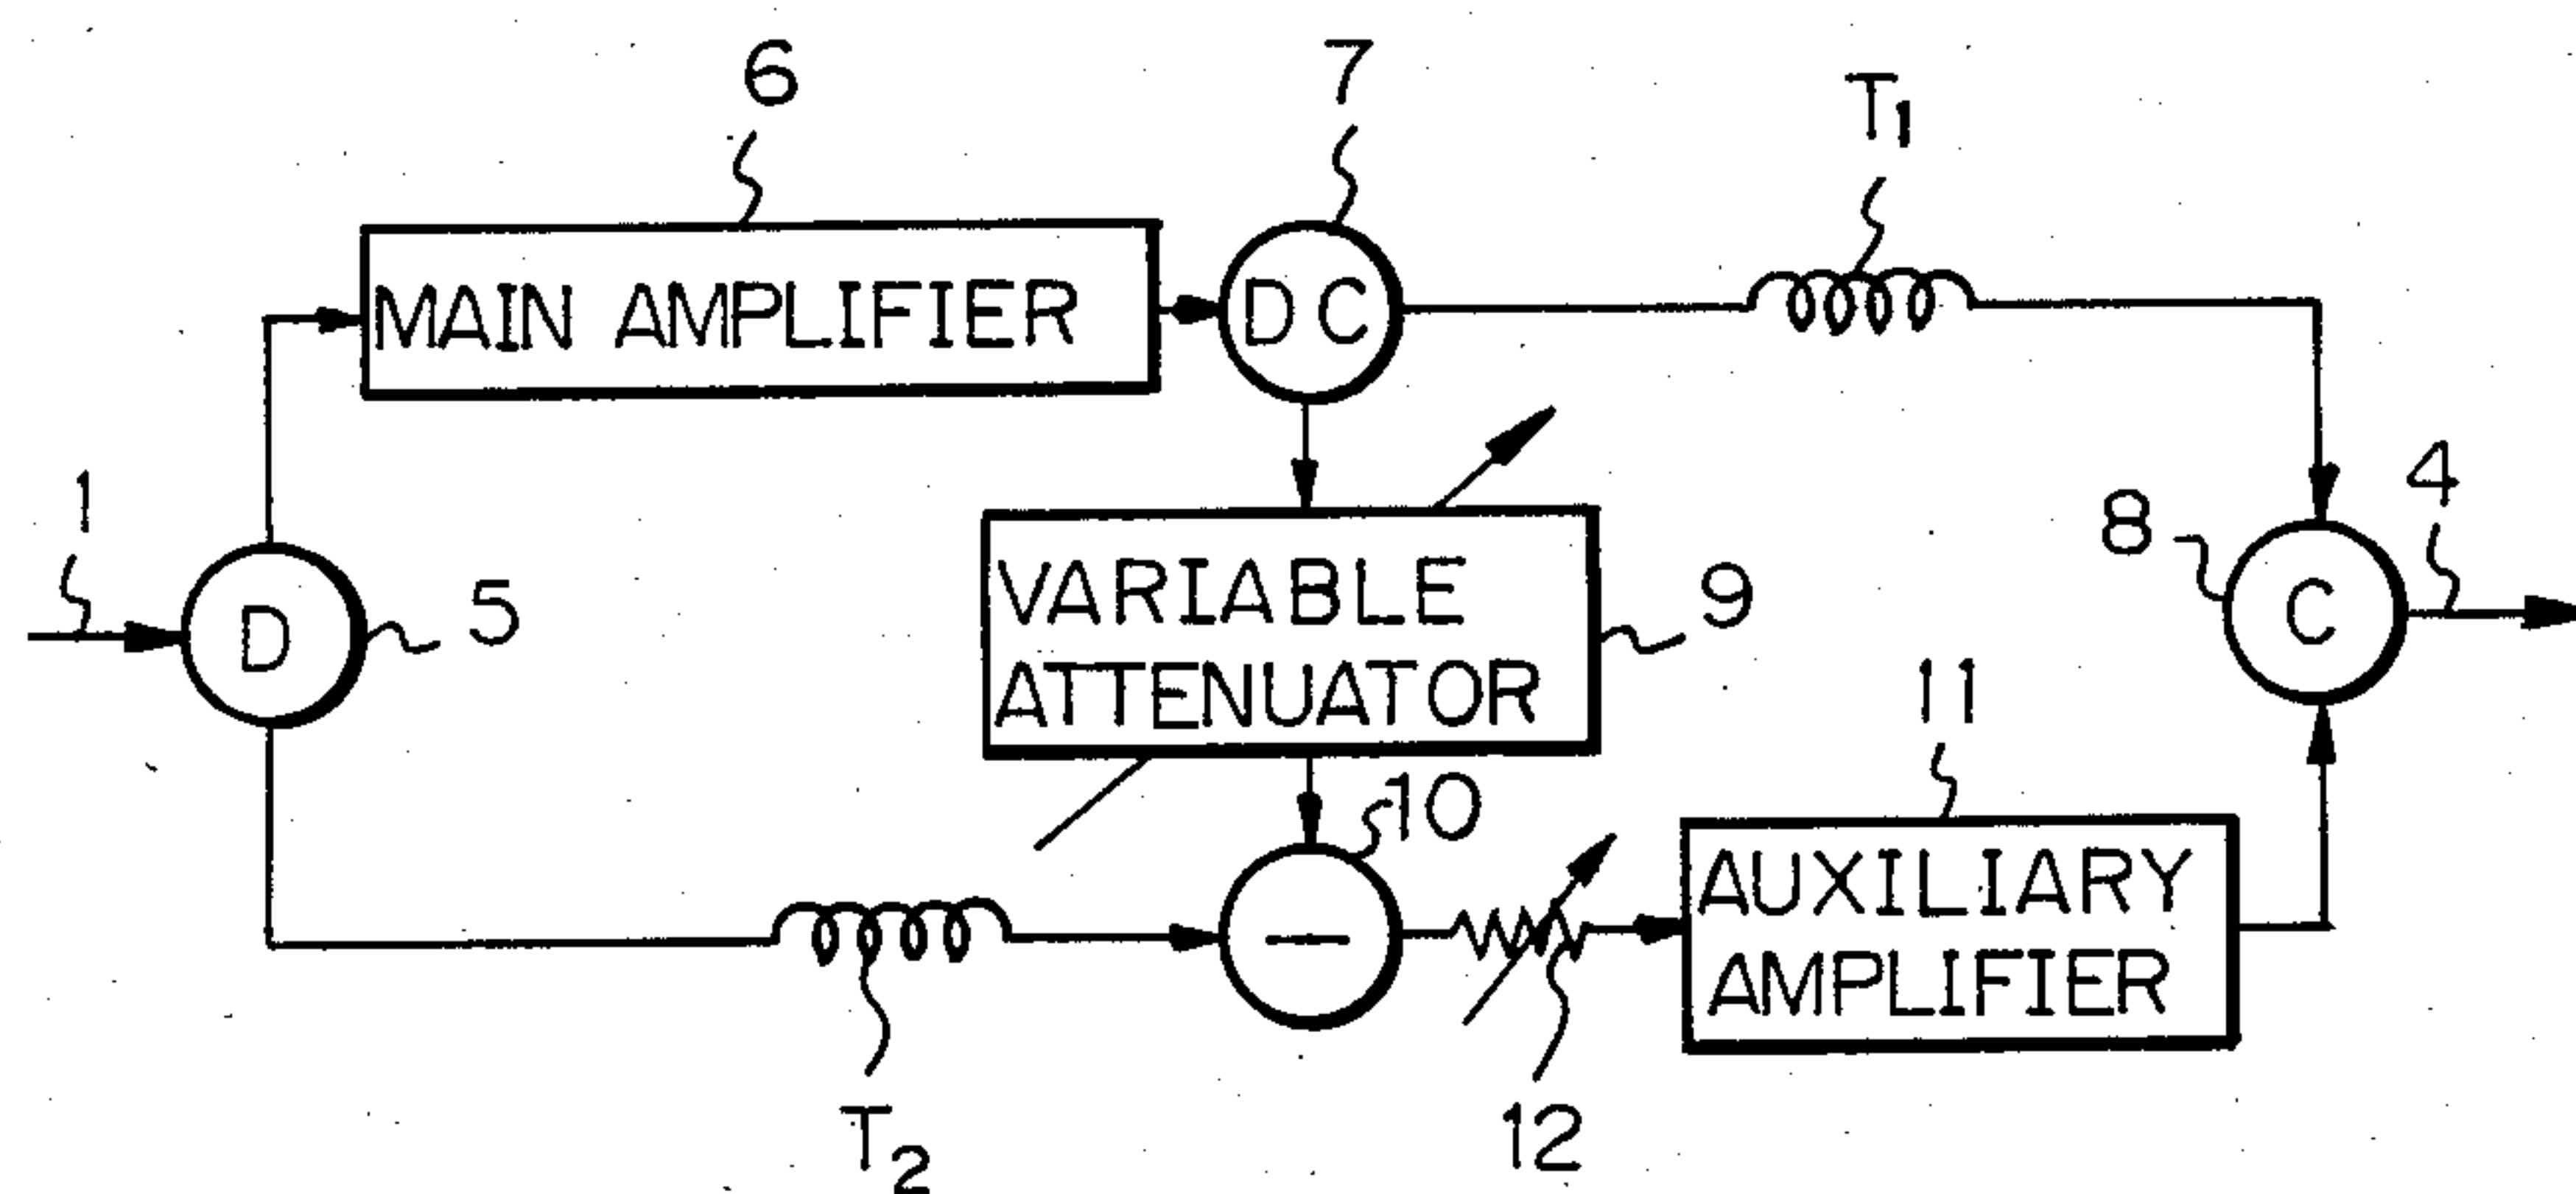 6
7
T1
MAIN AMPLIFIER
DC
1
4
8
D
5
VARIABLE
ATTENUATOR
9
C
11
10
AUXILIARY
AMPLIFIER
−
12
T2